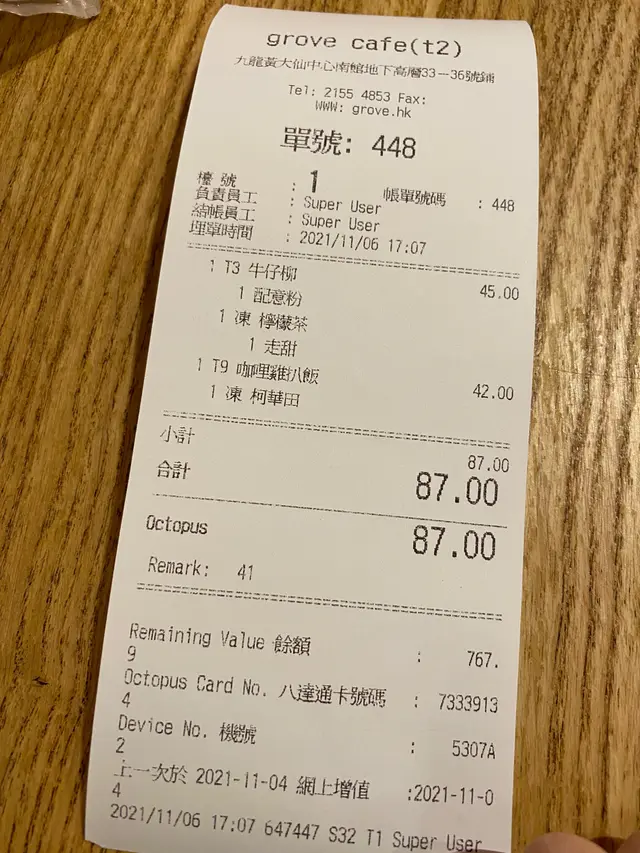 grove cafe(t2)
九龍黃大仙中心南館地下高層33-36號鋪
Tel: 2155 4853 Fax:
WWW: grove.hk
單號: 448
檯號 : 1 帳單號碼 : 448
負責員工 : Super User
結帳員工 : Super User
埋單時間 : 2021/11/06 17:07
1 T3 牛仔柳 45.00
1 配意粉
1 凍 檸檬茶
1 走甜
1 T9 咖哩雞扒飯 42.00
1 凍 柯華田
小計 87.00
合計 87.00
Octopus 87.00
Remark: 41
Remaining Value 餘額 : 767.
9
Octopus Card No. 八達通卡號碼 : 7333913
4
Device No. 機號 : 5307A
2
上一次於 2021-11-04 網上增值 :2021-11-0
4
2021/11/06 17:07 647447 S32 T1 Super User